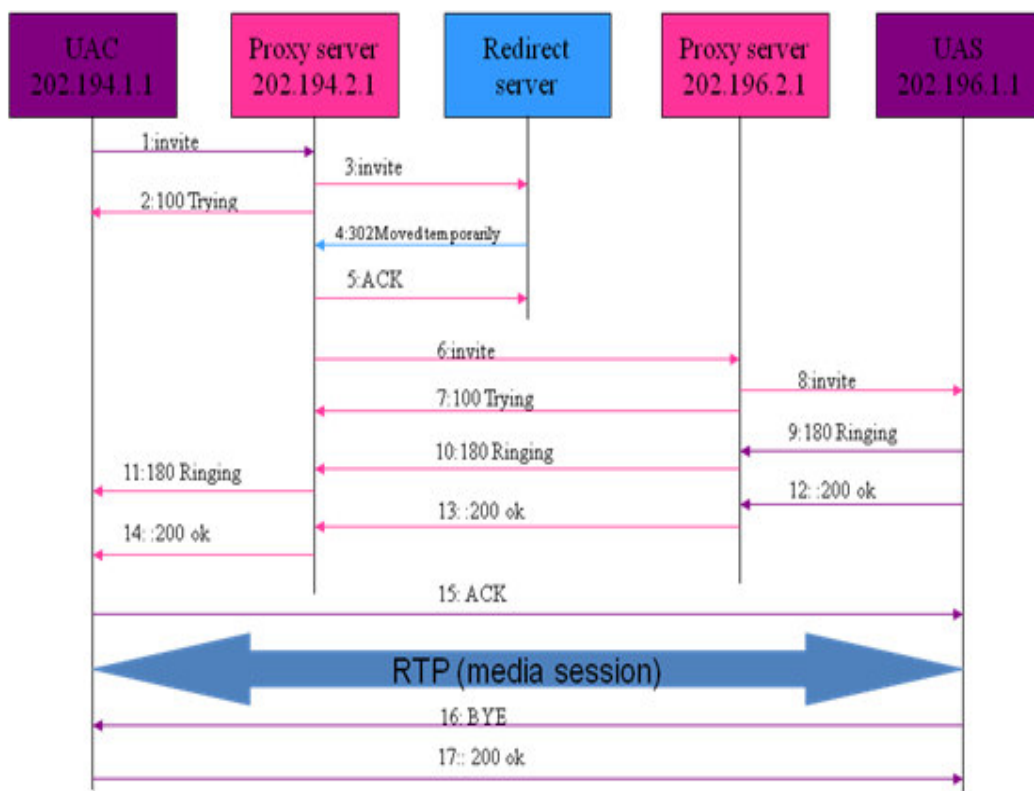 UAC
202.194.1.1
Proxy server
202.194.2.1
Redirect
server
Proxy server
202.196.2.1
UAS
202.196.1.1
1:invite
3:invite
2:100 Trying
4:302Moved temporarily
5:ACK
6:invite
8:invite
7:100 Trying
9:180 Ringing
10:180 Ringing
11:180 Ringing
12: :200 ok
13: :200 ok
14: :200 ok
15: ACK
RTP (media session)
16: BYE
17:: 200 ok